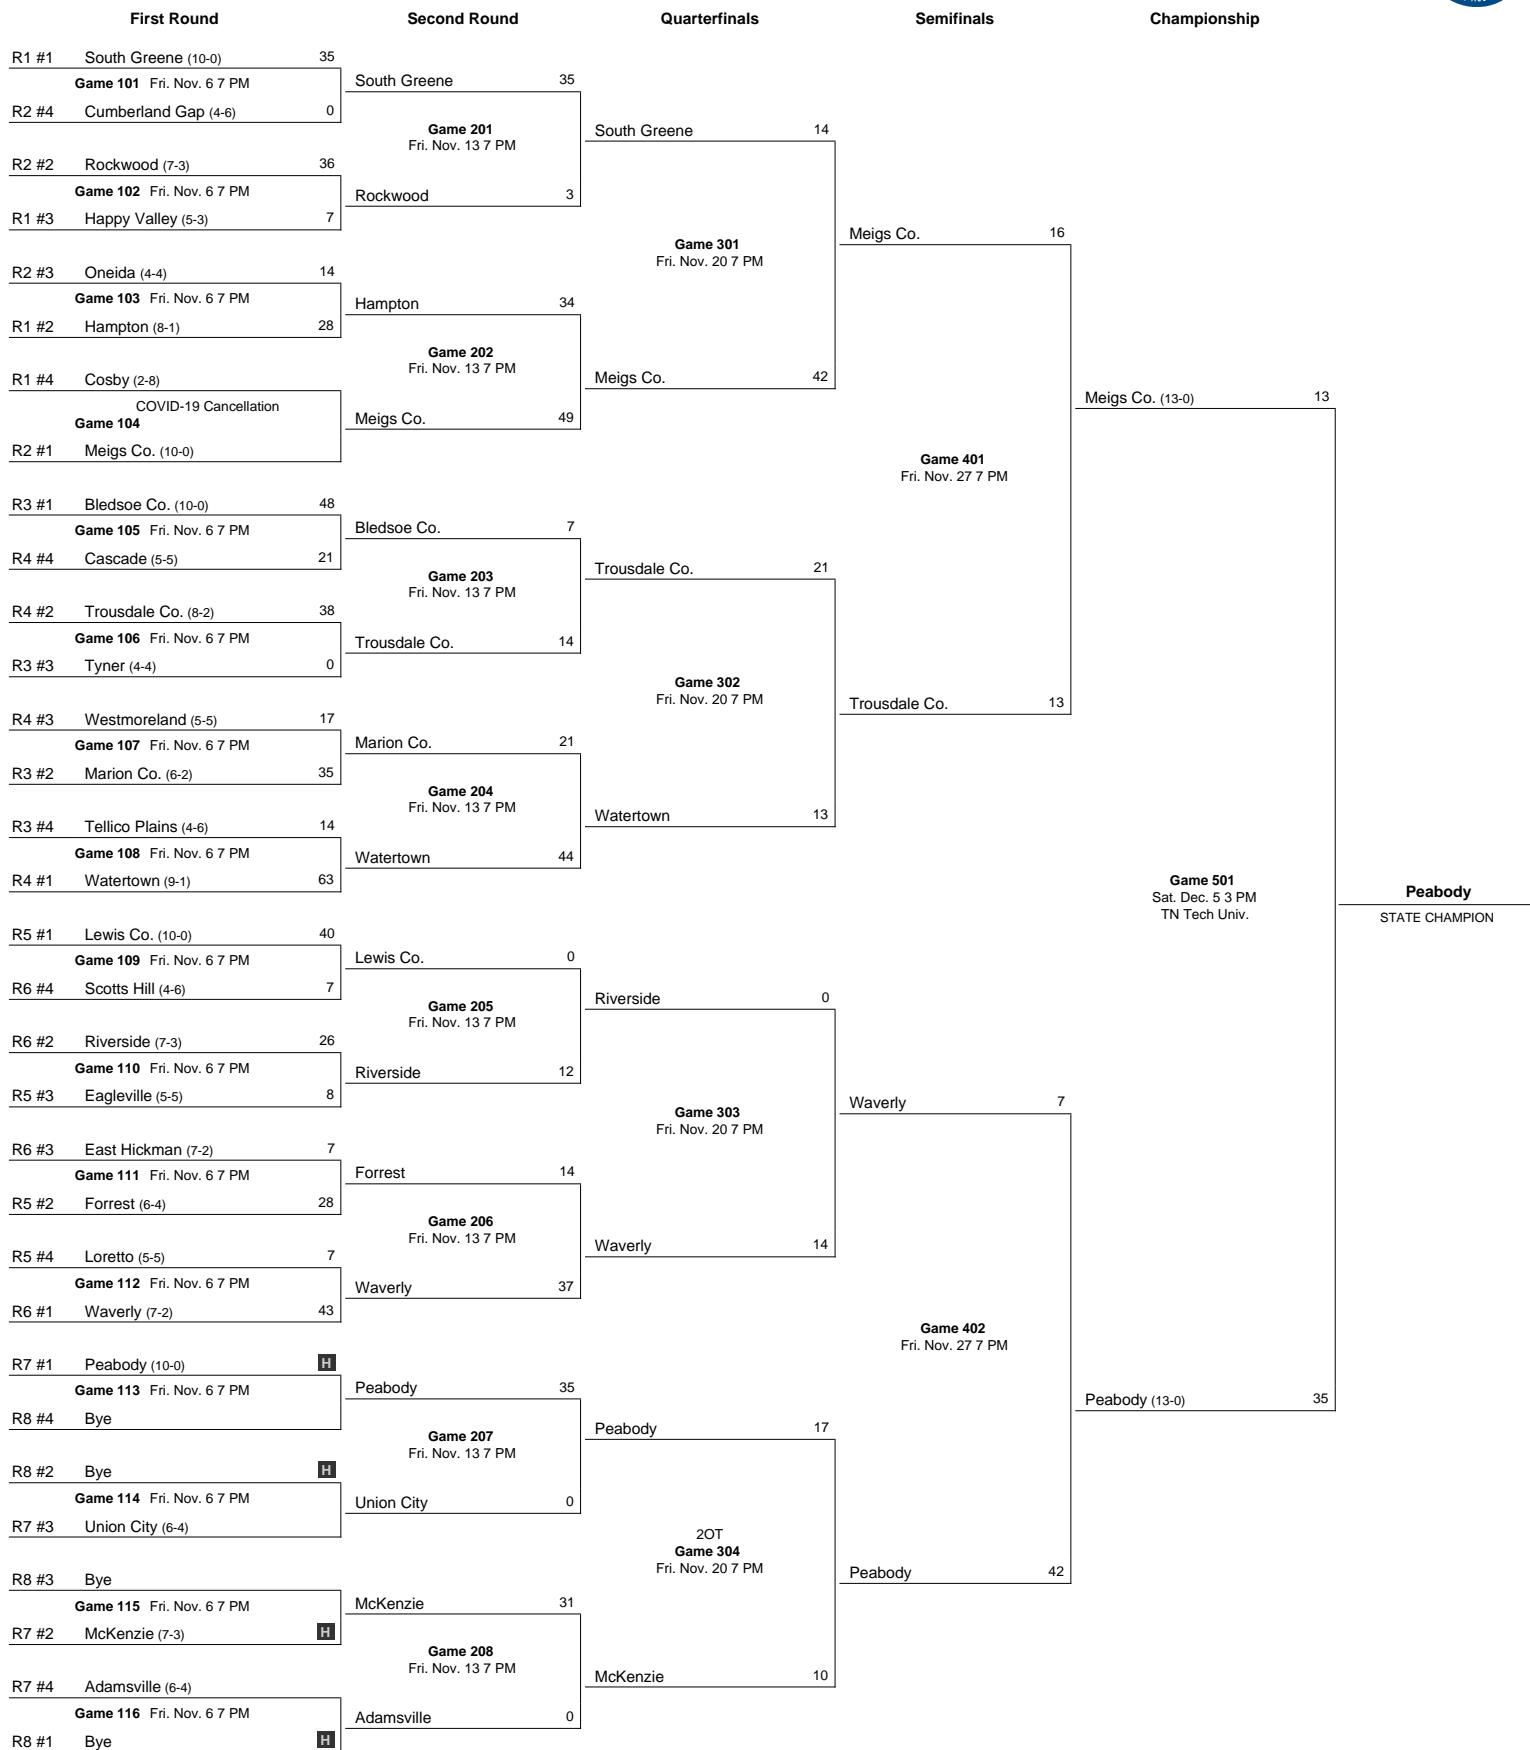 First Round
Second Round
Quarterfinals
Semifinals
Championship
R1 #1 South Greene (10-0) 35
Game 101 Fri. Nov. 6 7 PM
R2 #4 Cumberland Gap (4-6) 0
R2 #2 Rockwood (7-3) 36
Game 102 Fri. Nov. 6 7 PM
R1 #3 Happy Valley (5-3) 7
R2 #3 Oneida (4-4) 14
Game 103 Fri. Nov. 6 7 PM
R1 #2 Hampton (8-1) 28
R1 #4 Cosby (2-8)
COVID-19 Cancellation
Game 104
R2 #1 Meigs Co. (10-0)
R3 #1 Bledsoe Co. (10-0) 48
Game 105 Fri. Nov. 6 7 PM
R4 #4 Cascade (5-5) 21
R4 #2 Trousdale Co. (8-2) 38
Game 106 Fri. Nov. 6 7 PM
R3 #3 Tyner (4-4) 0
R4 #3 Westmoreland (5-5) 17
Game 107 Fri. Nov. 6 7 PM
R3 #2 Marion Co. (6-2) 35
R3 #4 Tellico Plains (4-6) 14
Game 108 Fri. Nov. 6 7 PM
R4 #1 Watertown (9-1) 63
R5 #1 Lewis Co. (10-0) 40
Game 109 Fri. Nov. 6 7 PM
R6 #4 Scotts Hill (4-6) 7
R6 #2 Riverside (7-3) 26
Game 110 Fri. Nov. 6 7 PM
R5 #3 Eagleville (5-5) 8
R6 #3 East Hickman (7-2) 7
Game 111 Fri. Nov. 6 7 PM
R5 #2 Forrest (6-4) 28
R5 #4 Loretto (5-5) 7
Game 112 Fri. Nov. 6 7 PM
R6 #1 Waverly (7-2) 43
R7 #1 Peabody (10-0) H
Game 113 Fri. Nov. 6 7 PM
R8 #4 Bye
R8 #2 Bye H
Game 114 Fri. Nov. 6 7 PM
R7 #3 Union City (6-4)
R8 #3 Bye
Game 115 Fri. Nov. 6 7 PM
R7 #2 McKenzie (7-3) H
R7 #4 Adamsville (6-4)
Game 116 Fri. Nov. 6 7 PM
R8 #1 Bye H
South Greene 35
Game 201
Fri. Nov. 13 7 PM
Rockwood 3
Hampton 34
Game 202
Fri. Nov. 13 7 PM
Meigs Co. 49
Bledsoe Co. 7
Game 203
Fri. Nov. 13 7 PM
Trousdale Co. 14
Marion Co. 21
Game 204
Fri. Nov. 13 7 PM
Watertown 44
Lewis Co. 0
Game 205
Fri. Nov. 13 7 PM
Riverside 12
Forrest 14
Game 206
Fri. Nov. 13 7 PM
Waverly 37
Peabody 35
Game 207
Fri. Nov. 13 7 PM
Union City 0
McKenzie 31
Game 208
Fri. Nov. 13 7 PM
Adamsville 0
South Greene 14
Game 301
Fri. Nov. 20 7 PM
Meigs Co. 42
Trousdale Co. 21
Game 302
Fri. Nov. 20 7 PM
Watertown 13
Riverside 0
Game 303
Fri. Nov. 20 7 PM
Waverly 14
Peabody 17
2OT
Game 304
Fri. Nov. 20 7 PM
McKenzie 10
Meigs Co. 16
Game 401
Fri. Nov. 27 7 PM
Trousdale Co. 13
Waverly 7
Game 402
Fri. Nov. 27 7 PM
Peabody 42
Meigs Co. (13-0) 13
Game 501
Sat. Dec. 5 3 PM
TN Tech Univ.
Peabody (13-0) 35
Peabody
STATE CHAMPION